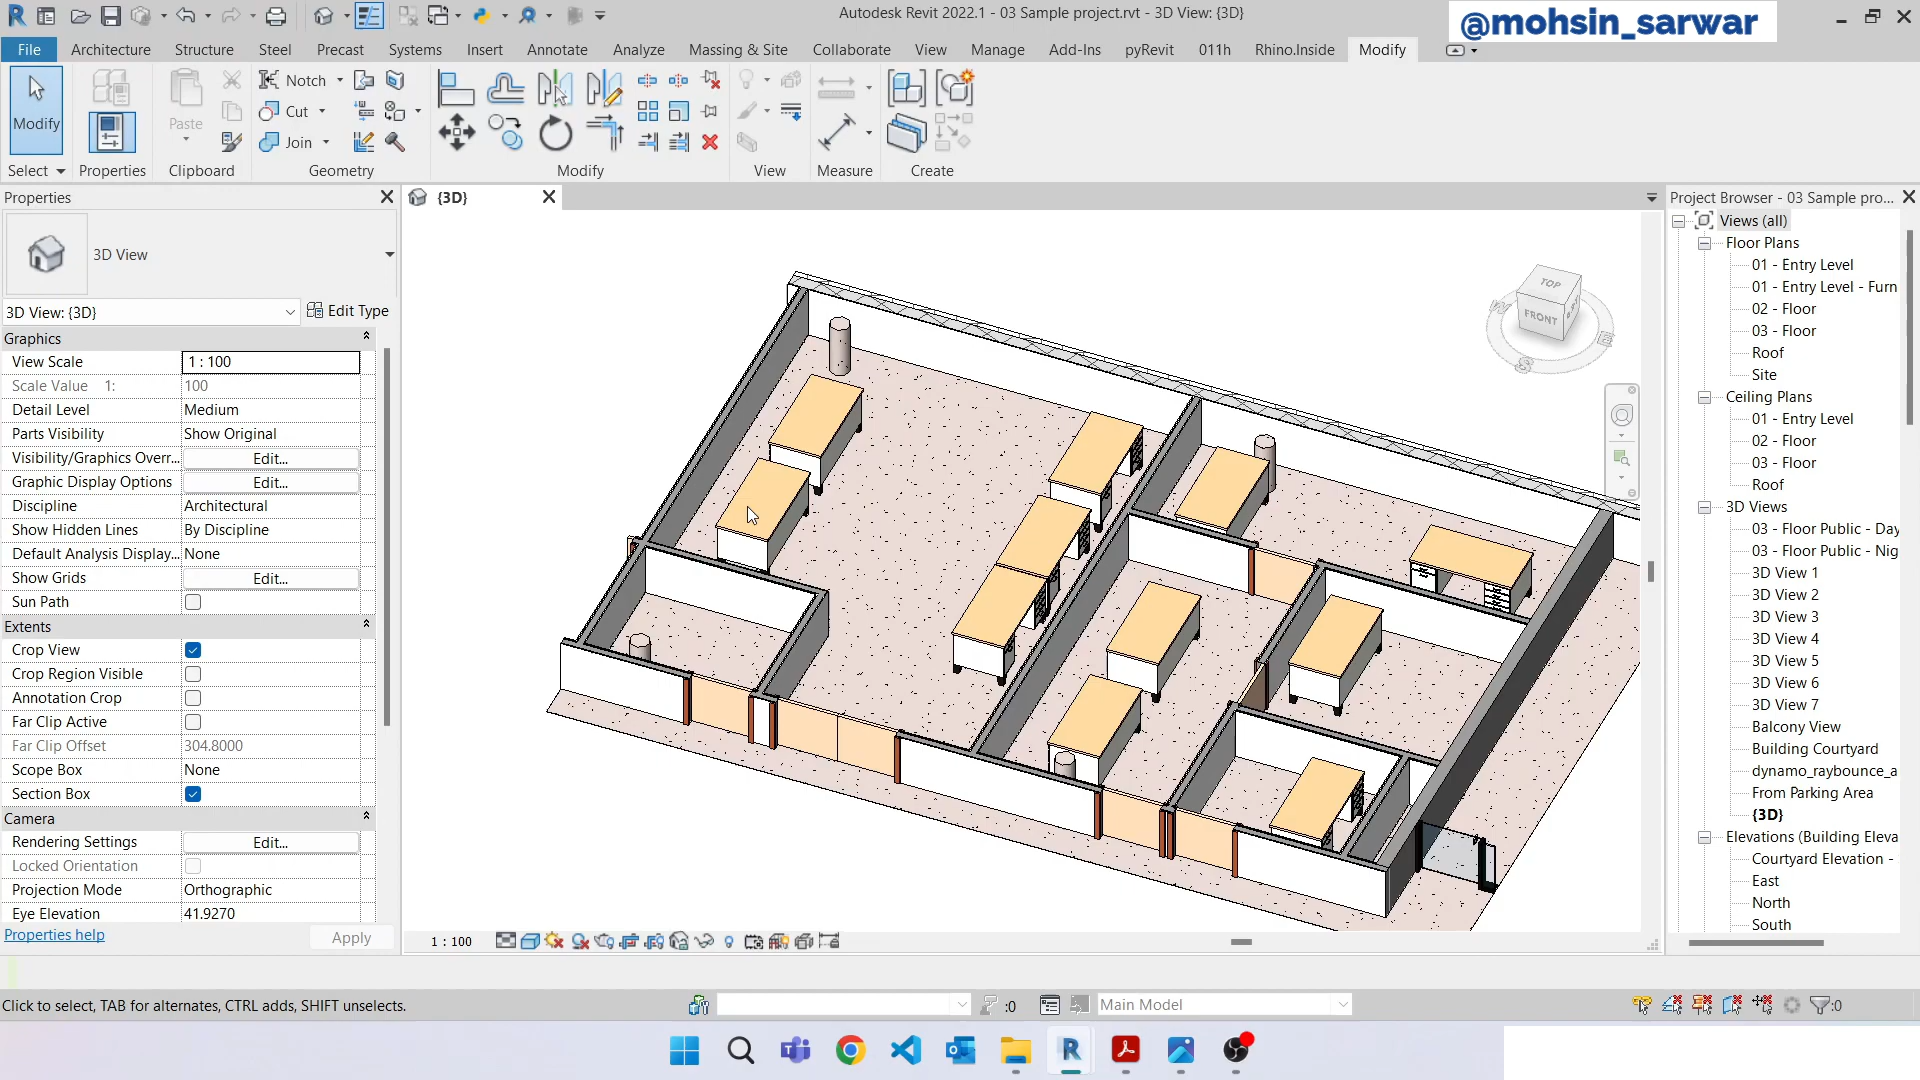 Autodesk Revit 2022.1 - 03 Sample project.rvt - 3D View: {3D}
@mohsin_sarwar
File Architecture Structure Steel Precast Systems Insert Annotate Analyze Massing & Site Collaborate View Manage Add-Ins pyRevit 011h Rhino.Inside Modify
Modify
Paste
Notch
Cut
Join
Select Properties Clipboard Geometry Modify View Measure Create
Properties
{3D}
Project Browser - 03 Sample pro...
3D View
3D View: {3D}
Edit Type
Graphics
View Scale 1 : 100
Scale Value 1: 100
Detail Level Medium
Parts Visibility Show Original
Visibility/Graphics Overr... Edit...
Graphic Display Options Edit...
Discipline Architectural
Show Hidden Lines By Discipline
Default Analysis Display... None
Show Grids Edit...
Sun Path
Extents
Crop View
Crop Region Visible
Annotation Crop
Far Clip Active
Far Clip Offset 304.8000
Scope Box None
Section Box
Camera
Rendering Settings Edit...
Locked Orientation
Projection Mode Orthographic
Eye Elevation 41.9270
Properties help
Apply
TOP
FRONT
W
S
E
Views (all)
Floor Plans
01 - Entry Level
01 - Entry Level - Furn
02 - Floor
03 - Floor
Roof
Site
Ceiling Plans
01 - Entry Level
02 - Floor
03 - Floor
Roof
3D Views
03 - Floor Public - Day
03 - Floor Public - Nig
3D View 1
3D View 2
3D View 3
3D View 4
3D View 5
3D View 6
3D View 7
Balcony View
Building Courtyard
dynamo_raybounce_a
From Parking Area
{3D}
Elevations (Building Eleva
Courtyard Elevation -
East
North
South
1 : 100
Click to select, TAB for alternates, CTRL adds, SHIFT unselects.
:0
Main Model
:0